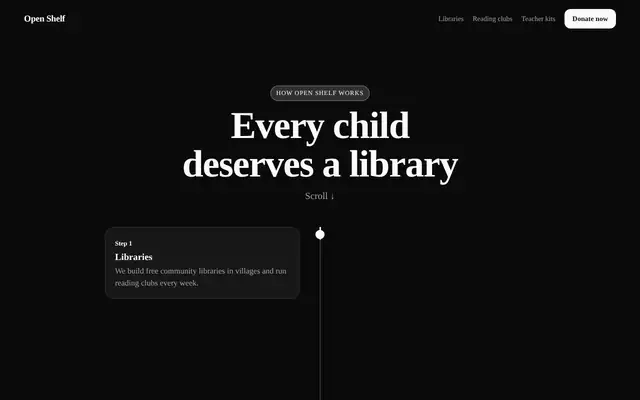 Open Shelf
Libraries
Reading clubs
Teacher kits
Donate now
HOW OPEN SHELF WORKS
Every child
deserves a library
Scroll ↓
Step 1
Libraries
We build free community libraries in villages and run
reading clubs every week.